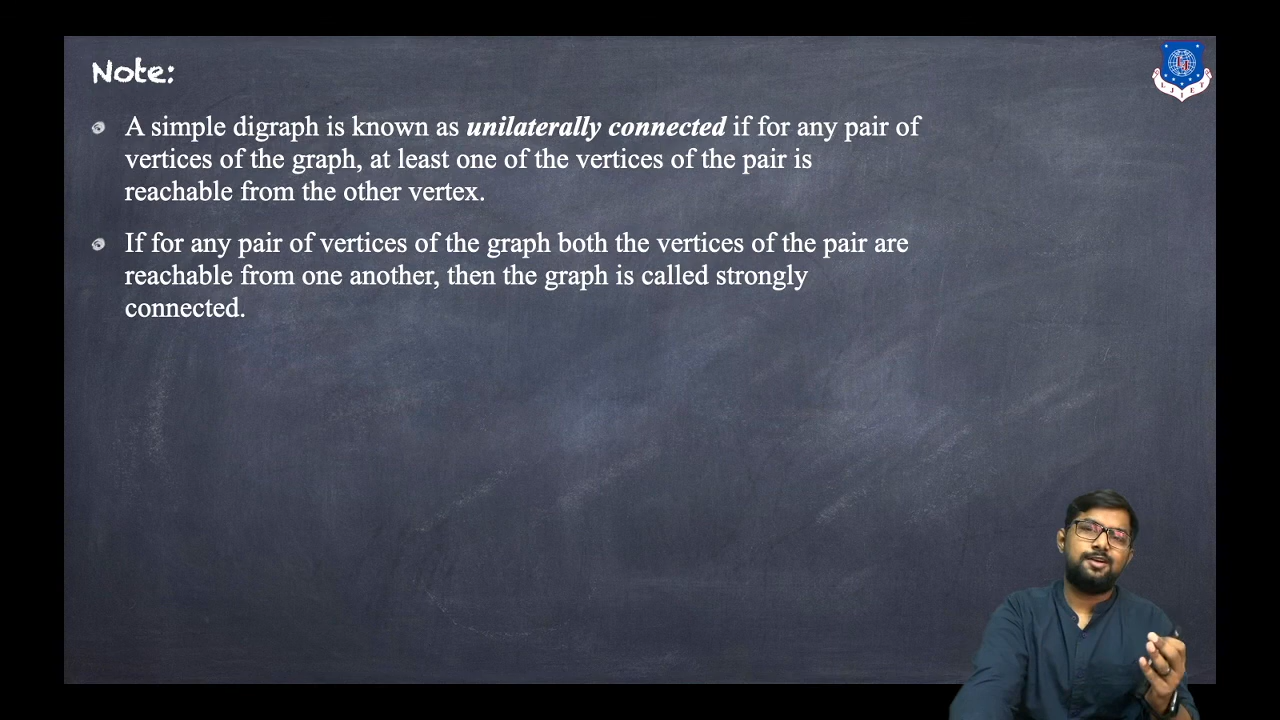 Note:
A simple digraph is known as unilaterally connected if for any pair of
vertices of the graph, at least one of the vertices of the pair is
reachable from the other vertex.
If for any pair of vertices of the graph both the vertices of the pair are
reachable from one another, then the graph is called strongly
connected.
L J I E T